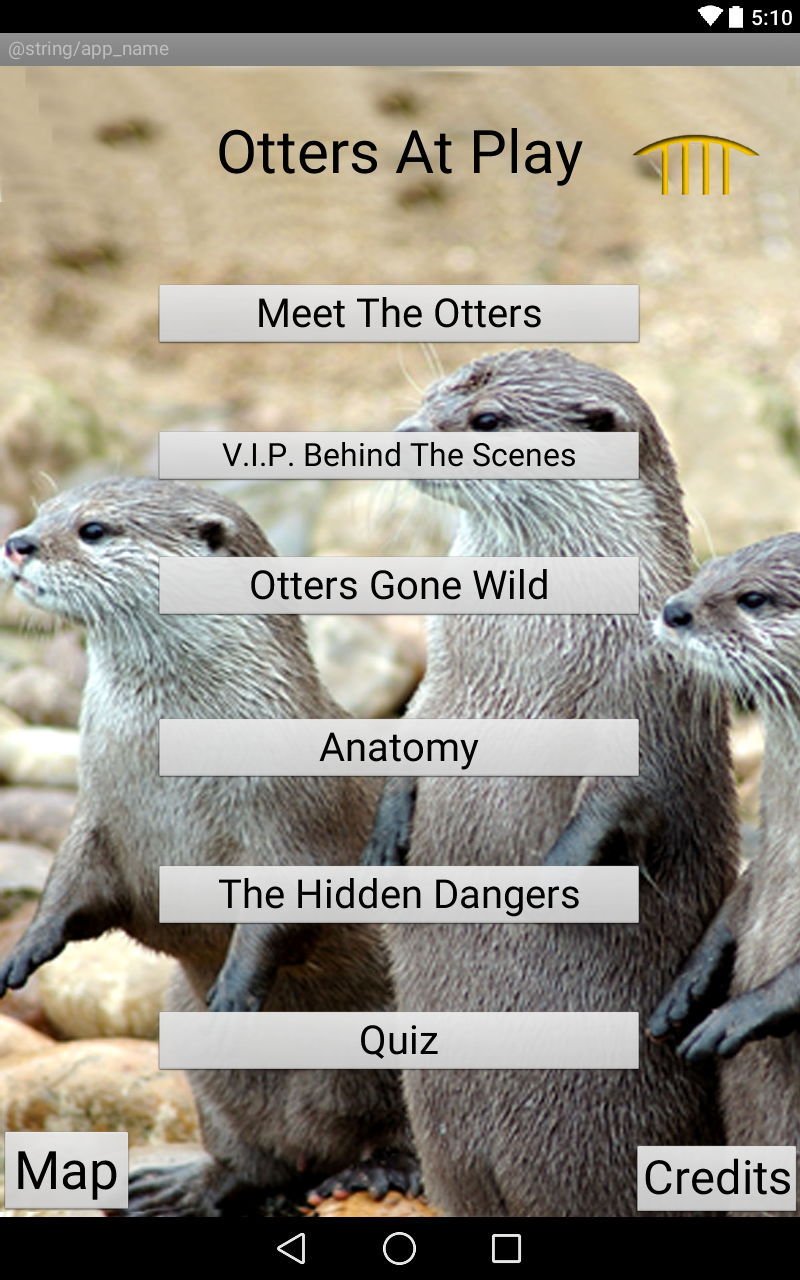 5:10
@string/app_name
Otters At Play
Meet The Otters
V.I.P. Behind The Scenes
Otters Gone Wild
Anatomy
The Hidden Dangers
Quiz
Map
Credits